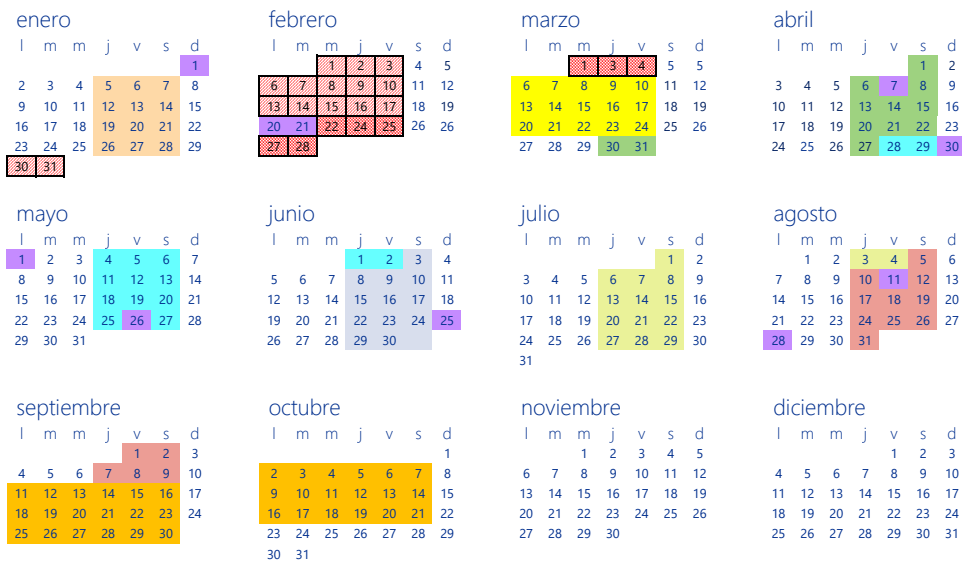 enero
l m m j v s d
1
2 3 4 5 6 7 8
9 10 11 12 13 14 15
16 17 18 19 20 21 22
23 24 25 26 27 28 29
30 31
febrero
l m m j v s d
1 2 3 4 5
6 7 8 9 10 11 12
13 14 15 16 17 18 19
20 21 22 24 25 26 26
27 28
marzo
l m m j v s d
1 3 4 5 5
6 7 8 9 10 11 12
13 14 15 16 17 18 19
20 21 22 23 24 25 26
27 28 29 30 31
abril
l m m j v s d
1 2
3 4 5 6 7 8 9
10 11 12 13 14 15 16
17 18 19 20 21 22 23
24 25 26 27 28 29 30
mayo
l m m j v s d
1 2 3 4 5 6 7
8 9 10 11 12 13 14
15 16 17 18 19 20 21
22 23 24 25 26 27 28
29 30 31
junio
l m m j v s d
1 2 3 4
5 6 7 8 9 10 11
12 13 14 15 16 17 18
19 20 21 22 23 24 25
26 27 28 29 30
julio
l m m j v s d
1 2
3 4 5 6 7 8 9
10 11 12 13 14 15 16
17 18 19 20 21 22 23
24 25 26 27 28 29 30
31
agosto
l m m j v s d
1 2 3 4 5 6
7 8 9 10 11 12 13
14 15 16 17 18 19 20
21 22 23 24 25 26 27
28 29 30 31
septiembre
l m m j v s d
1 2 3
4 5 6 7 8 9 10
11 12 13 14 15 16 17
18 19 20 21 22 23 24
25 26 27 28 29 30
octubre
l m m j v s d
1
2 3 4 5 6 7 8
9 10 11 12 13 14 15
16 17 18 19 20 21 22
23 24 25 26 27 28 29
30 31
noviembre
l m m j v s d
1 2 3 4 5
6 7 8 9 10 11 12
13 14 15 16 17 18 19
20 21 22 23 24 25 26
27 28 29 30
diciembre
l m m j v s d
1 2 3
4 5 6 7 8 9 10
11 12 13 14 15 16 17
18 19 20 21 22 23 24
25 26 27 28 29 30 31